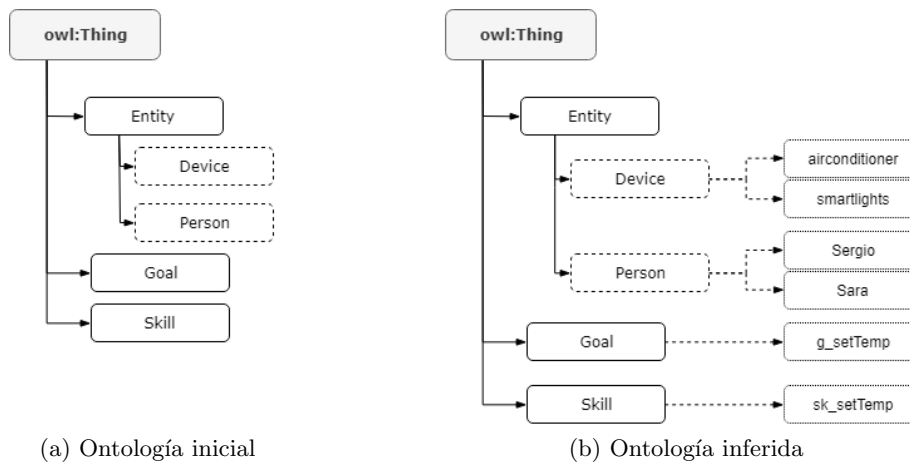 owl:Thing
Entity
Device
Person
Goal
Skill
(a) Ontología inicial
owl:Thing
Entity
Device
airconditioner
smartlights
Person
Sergio
Sara
Goal
g_setTemp
Skill
sk_setTemp
(b) Ontología inferida